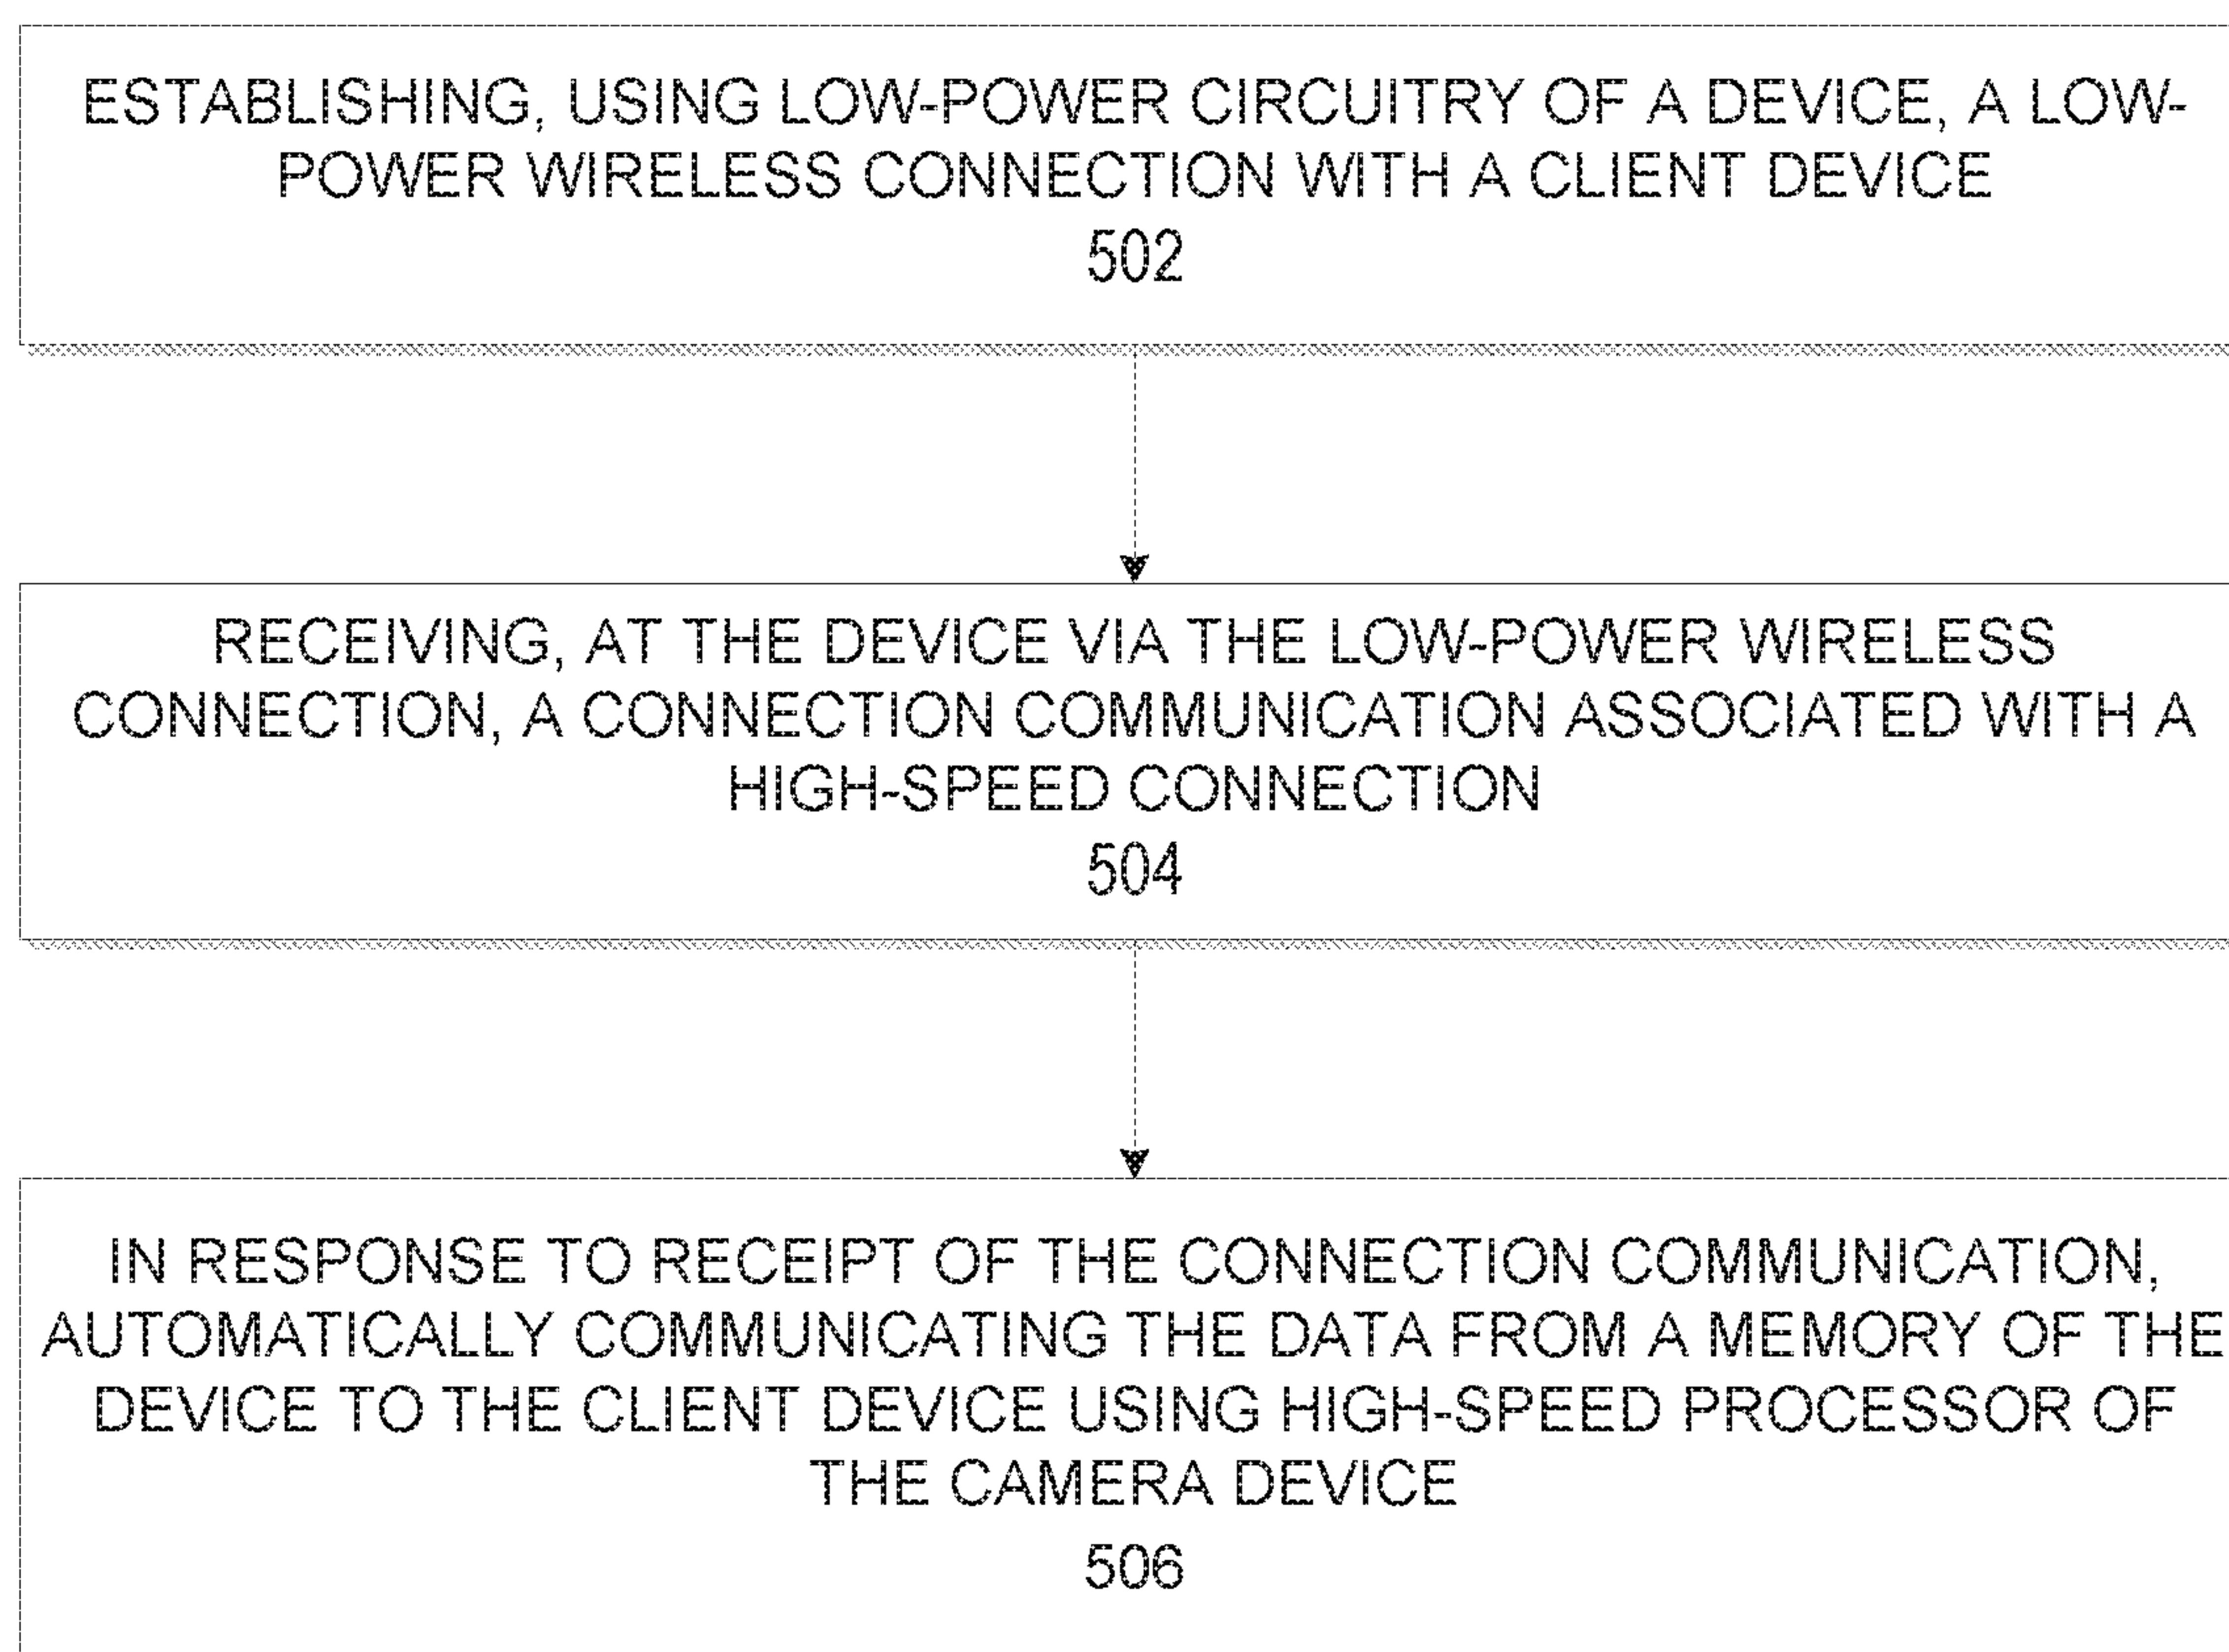 ESTABLISHING, USING LOW-POWER CIRCUITRY OF A DEVICE, A LOW-
POWER WIRELESS CONNECTION WITH A CLIENT DEVICE
502
RECEIVING, AT THE DEVICE VIA THE LOW-POWER WIRELESS
CONNECTION, A CONNECTION COMMUNICATION ASSOCIATED WITH A
HIGH-SPEED CONNECTION
504
IN RESPONSE TO RECEIPT OF THE CONNECTION COMMUNICATION,
AUTOMATICALLY COMMUNICATING THE DATA FROM A MEMORY OF THE
DEVICE TO THE CLIENT DEVICE USING HIGH-SPEED PROCESSOR OF
THE CAMERA DEVICE
506